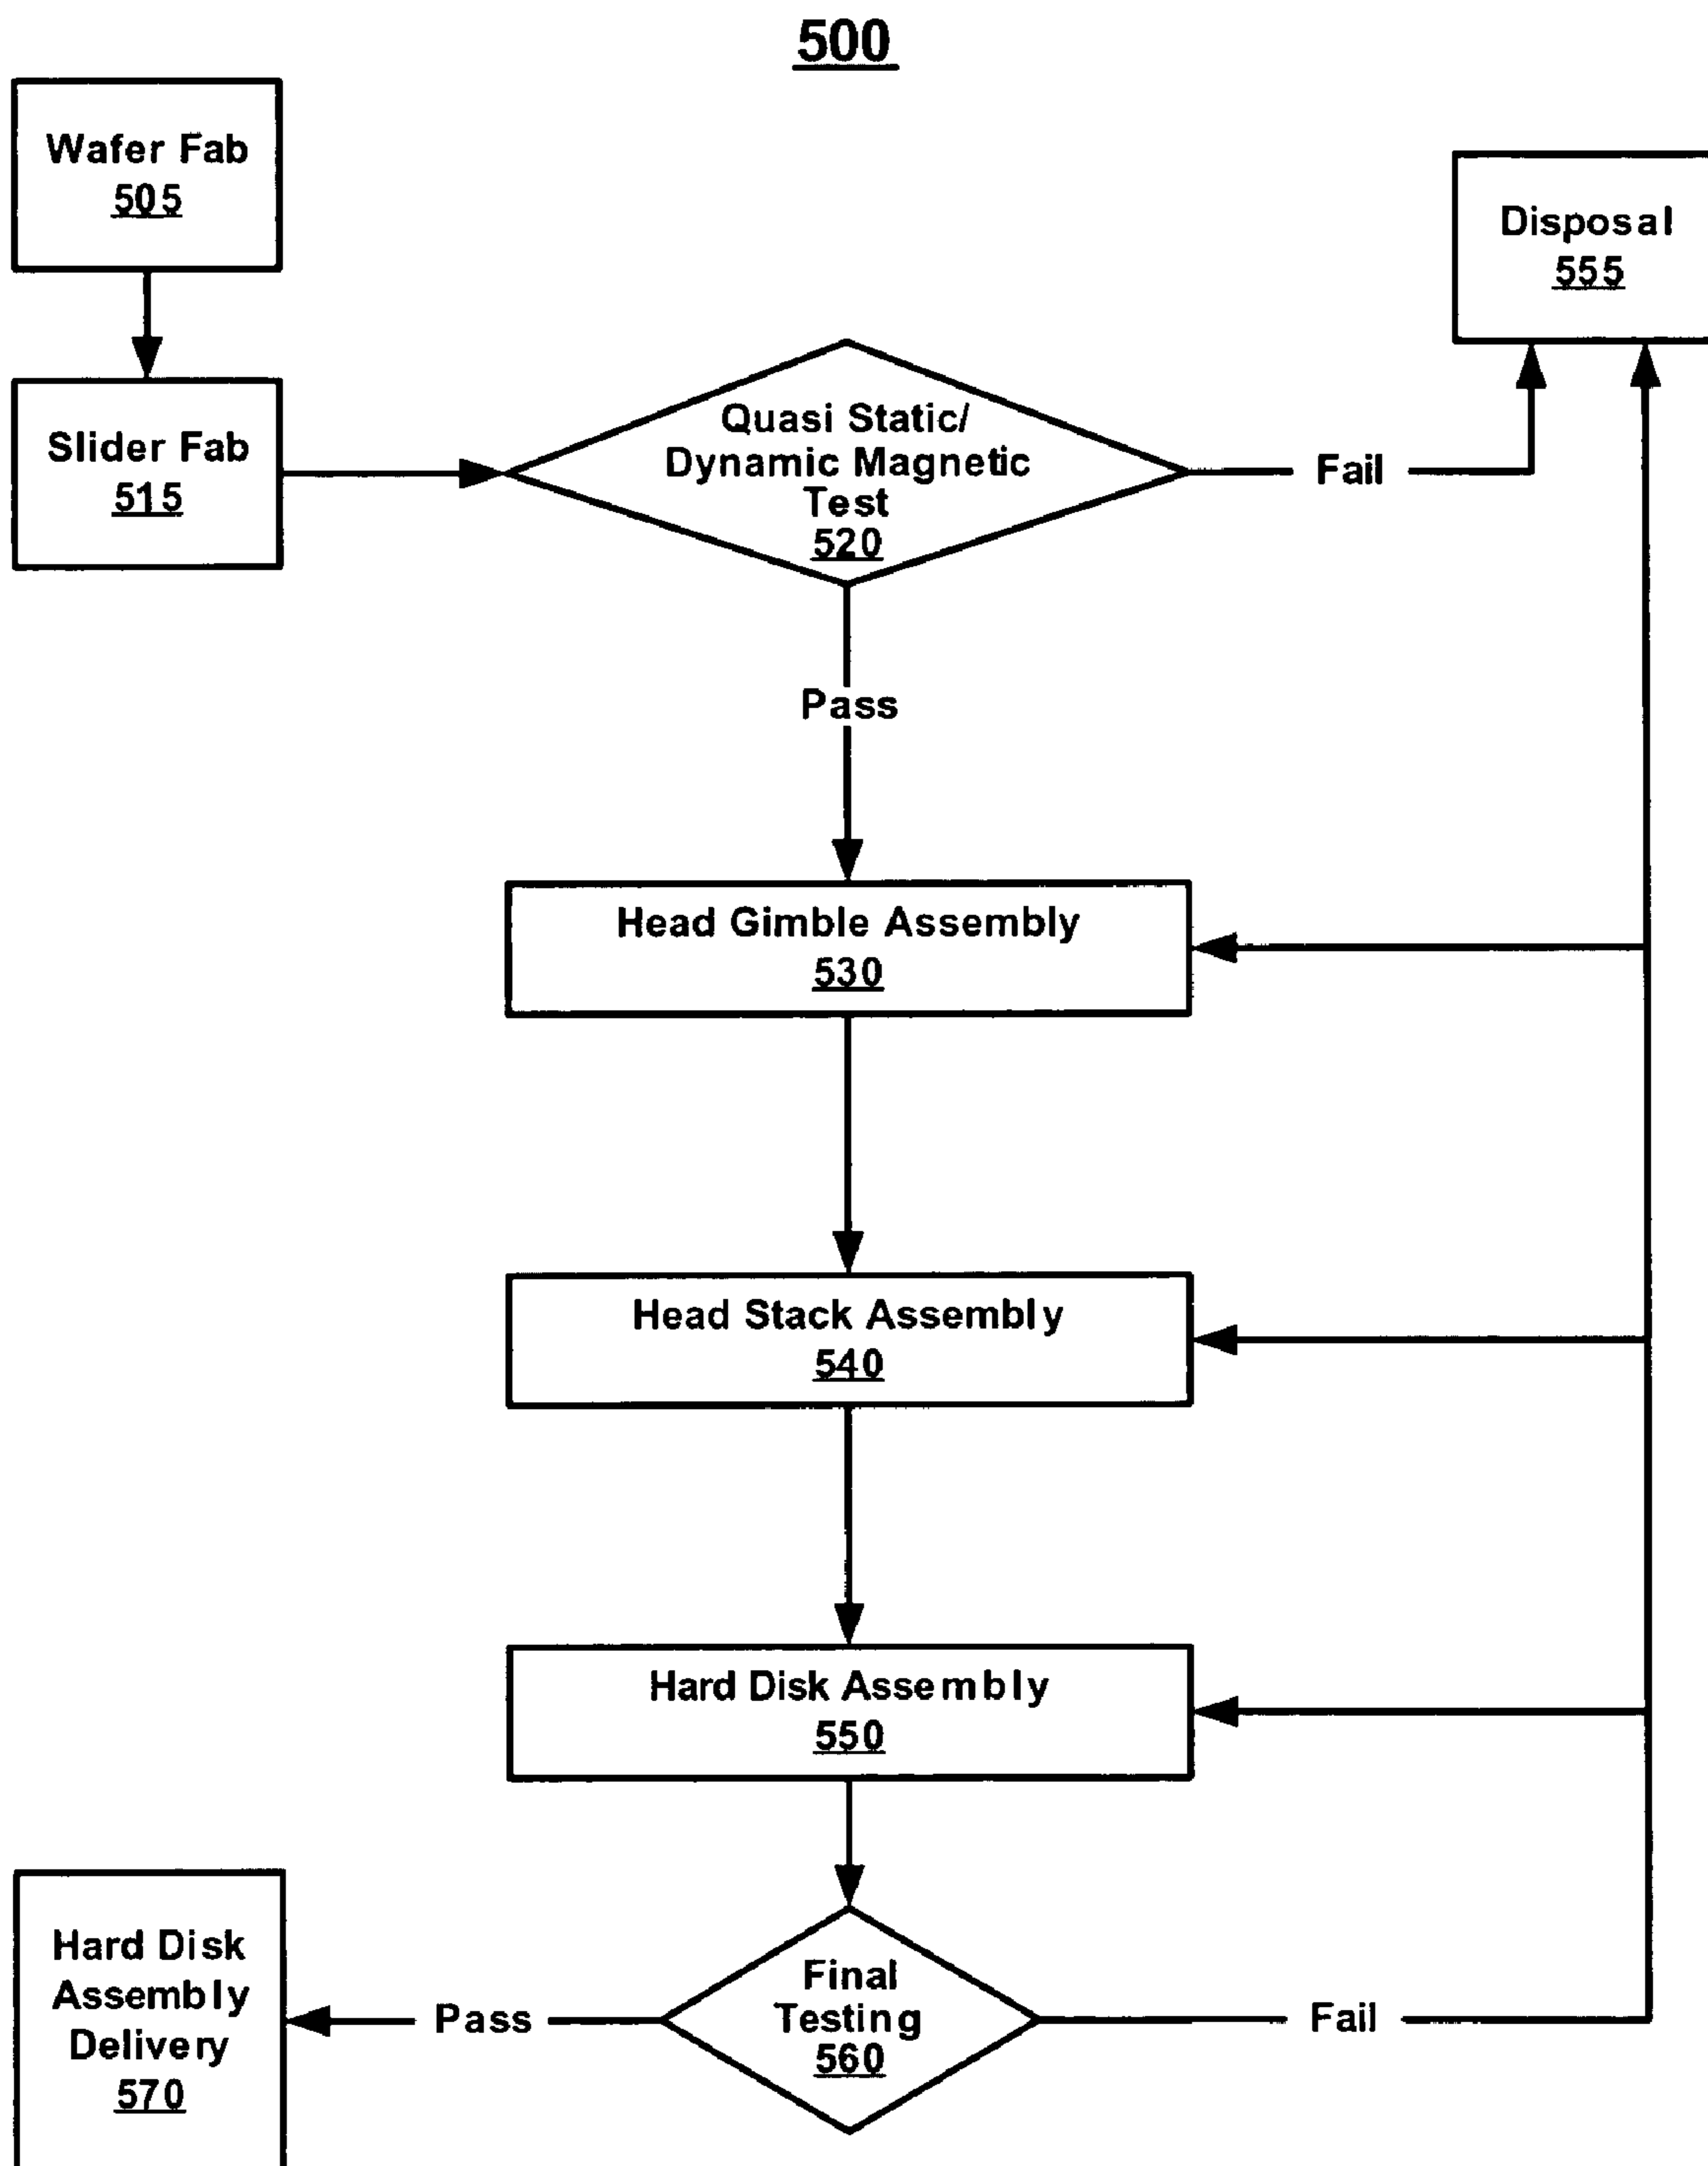 500
Wafer Fab
505
Disposal
555
Slider Fab
515
Quasi Static/
Dynamic Magnetic
Test
520
Fail
Pass
Head Gimble Assembly
530
Head Stack Assembly
540
Hard Disk Assembly
550
Hard Disk
Assembly
Delivery
570
Pass
Final
Testing
560
Fail